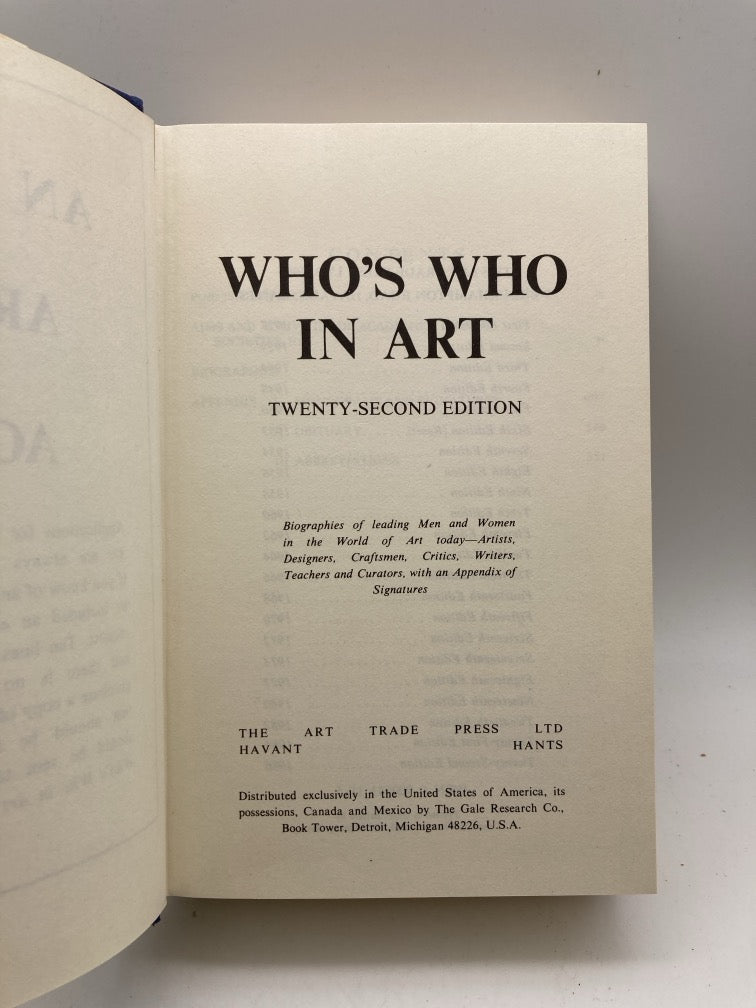 WHO'S WHO
IN ART
TWENTY-SECOND EDITION
Biographies of leading Men and Women
in the World of Art today—Artists,
Designers, Craftsmen, Critics, Writers,
Teachers and Curators, with an Appendix of
Signatures
THE ART TRADE PRESS LTD
HAVANT HANTS
Distributed exclusively in the United States of America, its
possessions, Canada and Mexico by The Gale Research Co.,
Book Tower, Detroit, Michigan 48226, U.S.A.